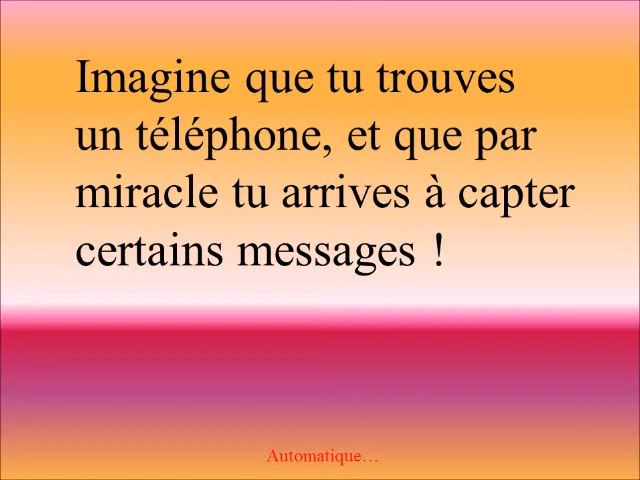 Imagine que tu trouves
un téléphone, et que par
miracle tu arrives à capter
certains messages !
Automatique…